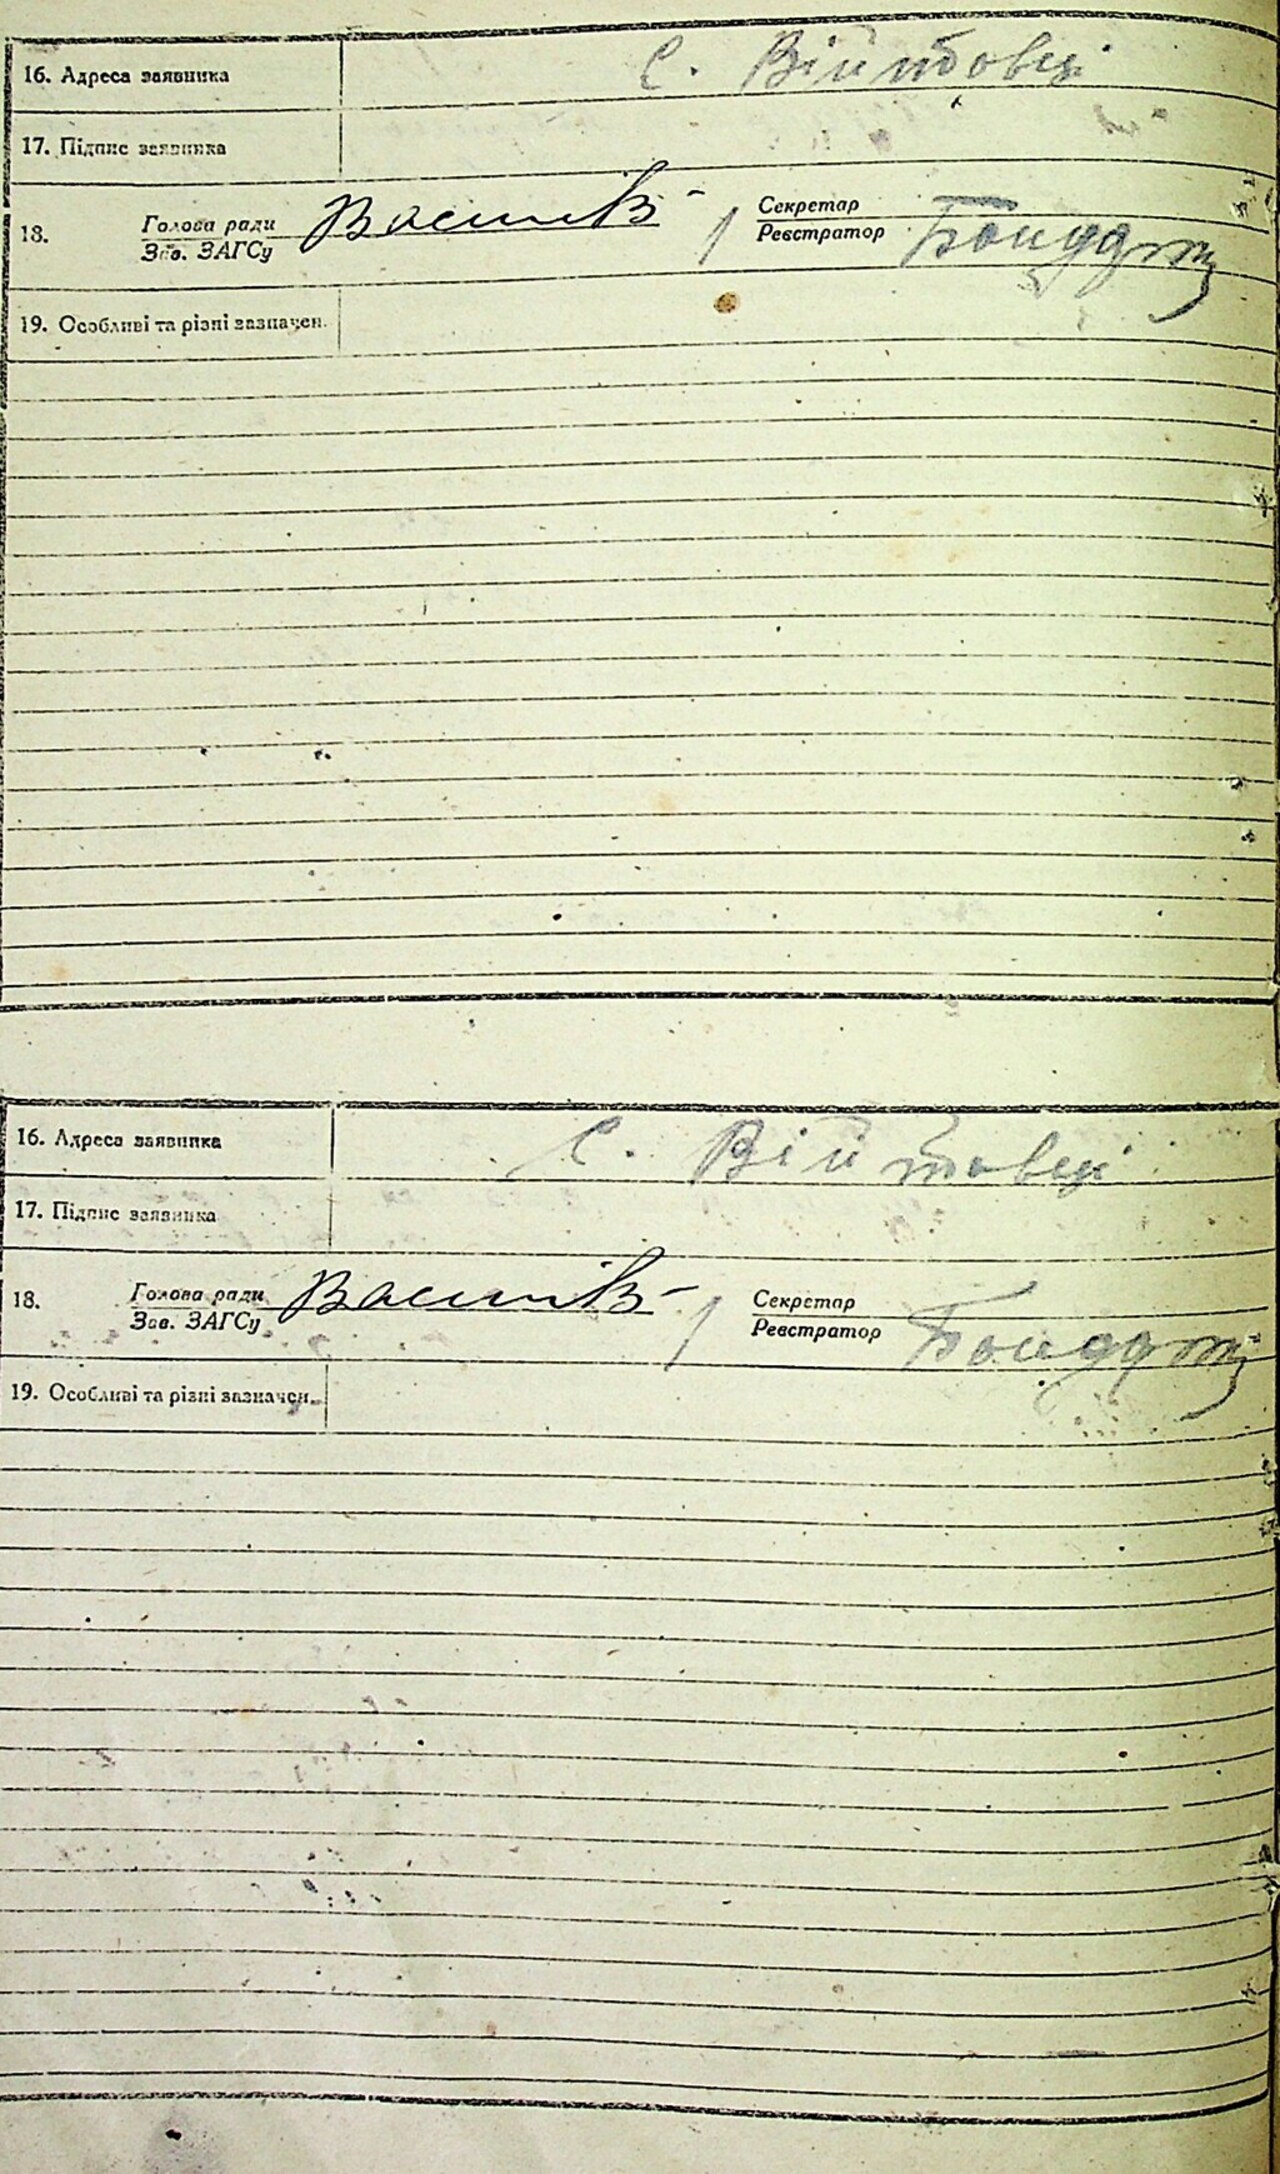 16. Адреса заявника с. Війтовці
17. Підпис заявника
18. Голова ради Секретар
Зав. ЗАГСу Реєстратор
19. Особливі та різні зазначен.
16. Адреса заявника С. Війтовці
17. Підпис заявника
18. Голова ради Секретар
Зав. ЗАГСу Реєстратор
19. Особливі та різні зазначен.